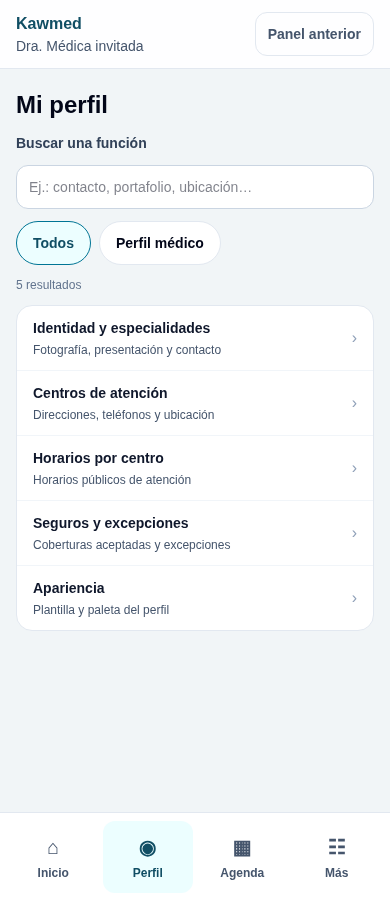 Kawmed
Dra. Médica invitada
Panel anterior
Mi perfil
Buscar una función
Ej.: contacto, portafolio, ubicación…
Todos
Perfil médico
5 resultados
Identidad y especialidades
Fotografía, presentación y contacto
Centros de atención
Direcciones, teléfonos y ubicación
Horarios por centro
Horarios públicos de atención
Seguros y excepciones
Coberturas aceptadas y excepciones
Apariencia
Plantilla y paleta del perfil
Inicio
Perfil
Agenda
Más